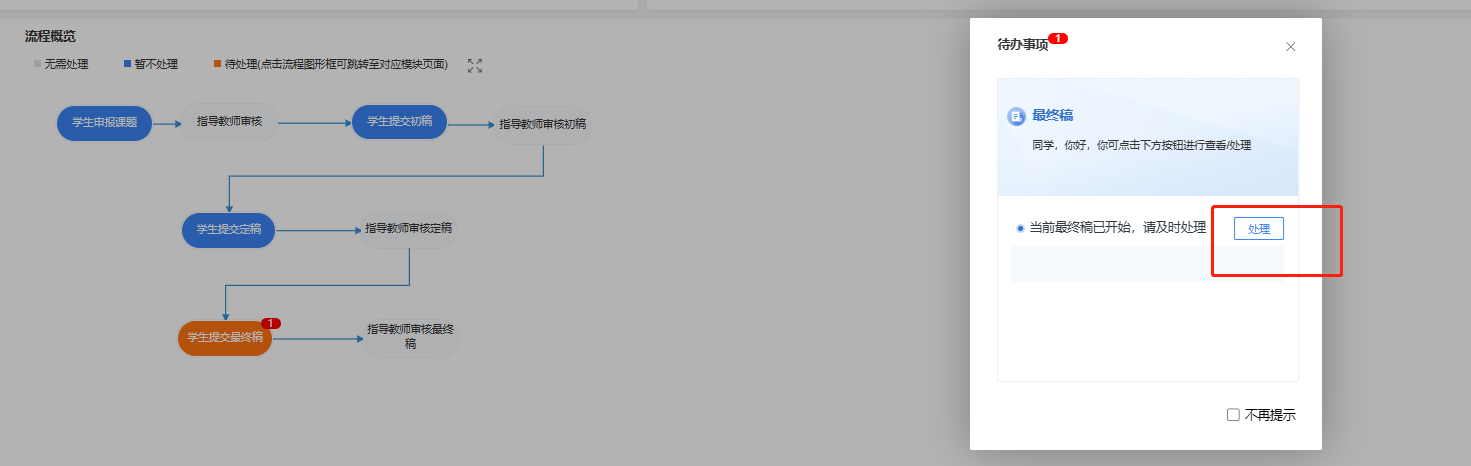 流程概览
无需处理
暂不处理
待处理(点击流程图形框可跳转至对应模块页面)
学生申报课题
指导教师审核
学生提交初稿
指导教师审核初稿
学生提交定稿
指导教师审核定稿
学生提交最终稿
1
指导教师审核最终
稿
待办事项
1
最终稿
同学，你好，你可点击下方按钮进行查看/处理
当前最终稿已开始，请及时处理
处理
不再提示